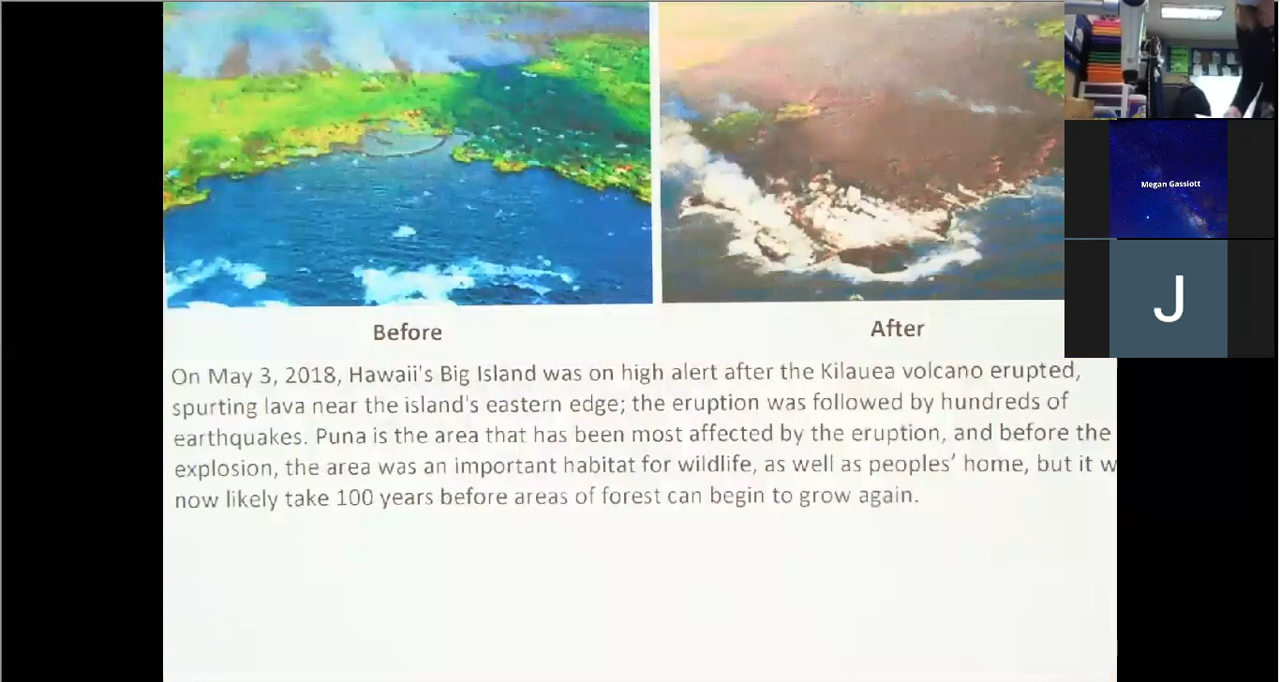 Before
After
On May 3, 2018, Hawaii's Big Island was on high alert after the Kilauea volcano erupted,
spurting lava near the island's eastern edge; the eruption was followed by hundreds of
earthquakes. Puna is the area that has been most affected by the eruption, and before the
explosion, the area was an important habitat for wildlife, as well as peoples’ home, but it w
now likely take 100 years before areas of forest can begin to grow again.
Megan Gassiott
J